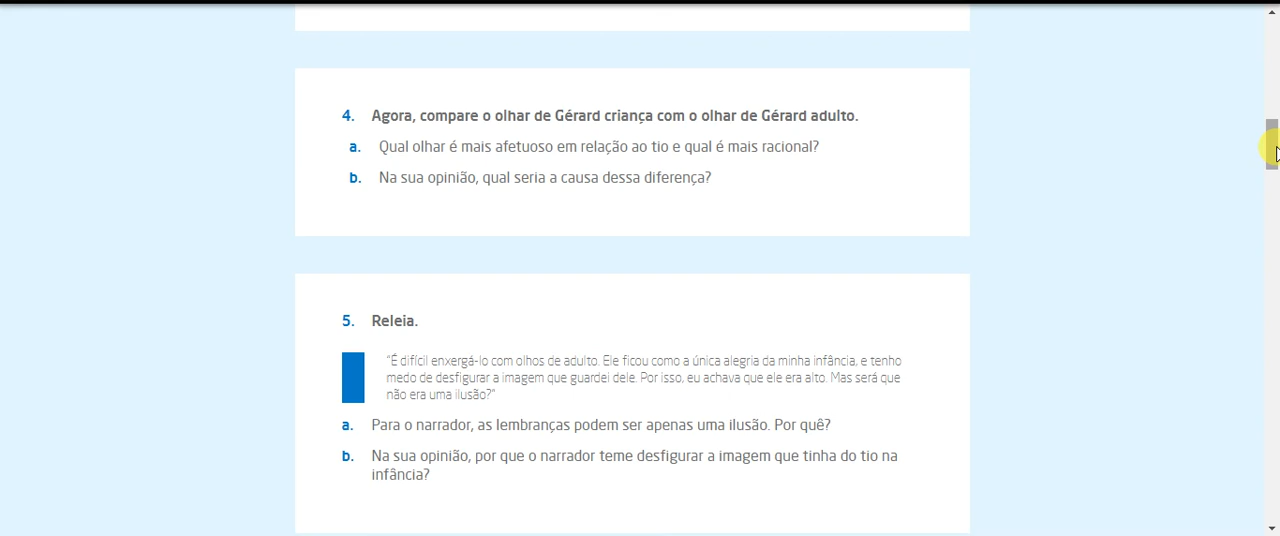 4. Agora, compare o olhar de Gérard criança com o olhar de Gérard adulto.
a. Qual olhar é mais afetuoso em relação ao tio e qual é mais racional?
b. Na sua opinião, qual seria a causa dessa diferença?
5. Releia.
"É difícil enxergá-lo com olhos de adulto. Ele ficou como a única alegria da minha infância, e tenho
medo de desfigurar a imagem que guardei dele. Por isso, eu achava que ele era alto. Mas será que
não era uma ilusão?"
a. Para o narrador, as lembranças podem ser apenas uma ilusão. Por quê?
b. Na sua opinião, por que o narrador teme desfigurar a imagem que tinha do tio na
infância?